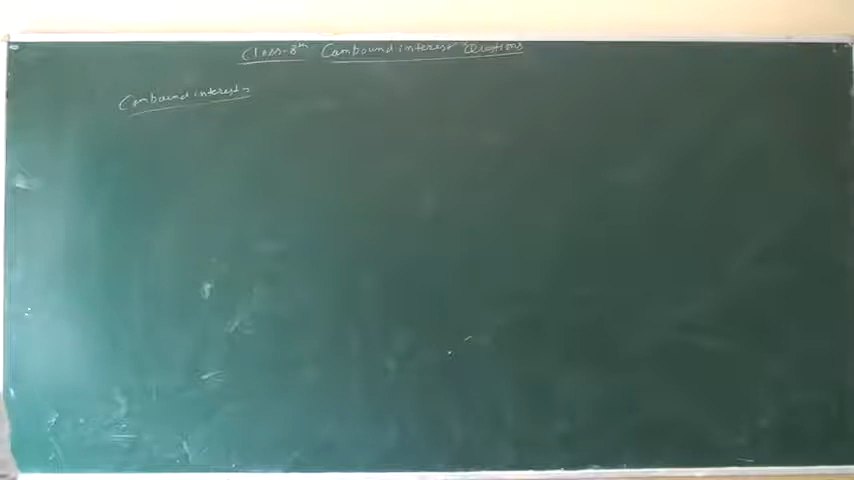 Class-8th Compound interest Questions
Compound interest-